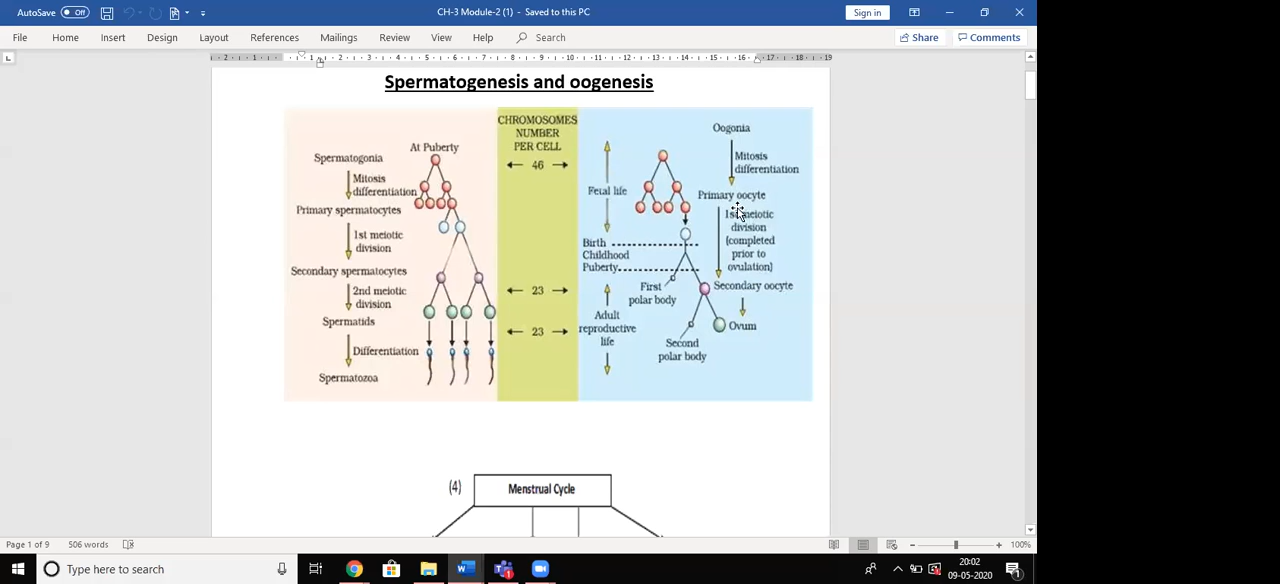 AutoSave Off
CH-3 Module-2 (1) - Saved to this PC
Sign in
File Home Insert Design Layout References Mailings Review View Help Search
Share Comments
Spermatogenesis and oogenesis
CHROMOSOMES
NUMBER
PER CELL
46
23
23
At Puberty
Spermatogonia
Mitosis
differentiation
Primary spermatocytes
1st meiotic
division
Secondary spermatocytes
2nd meiotic
division
Spermatids
Differentiation
Spermatozoa
Fetal life
Birth
Childhood
Puberty
Adult
reproductive
life
First
polar body
Second
polar body
Oogonia
Mitosis
differentiation
Primary oocyte
1st meiotic
division
(completed
prior to
ovulation)
Secondary oocyte
Ovum
(4) Menstrual Cycle
Page 1 of 9 506 words
100%
Type here to search
20:02
09-05-2020